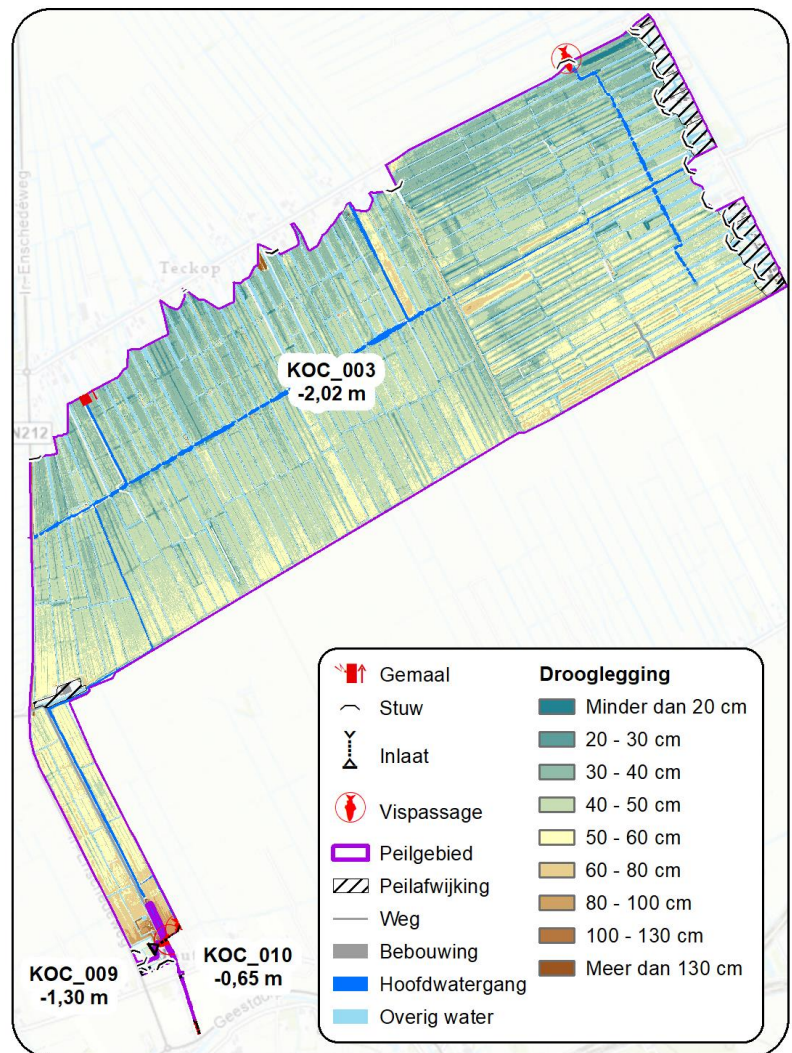 Ir. Enschedeweg
Teckop
KOC_003
-2,02 m
N212
KOC_009
-1,30 m
KOC_010
-0,65 m
Gemaal
Stuw
Inlaat
Vispassage
Peilgebied
Peilafwijking
Weg
Bebouwing
Hoofdwatergang
Overig water
Drooglegging
Minder dan 20 cm
20 - 30 cm
30 - 40 cm
40 - 50 cm
50 - 60 cm
60 - 80 cm
80 - 100 cm
100 - 130 cm
Meer dan 130 cm